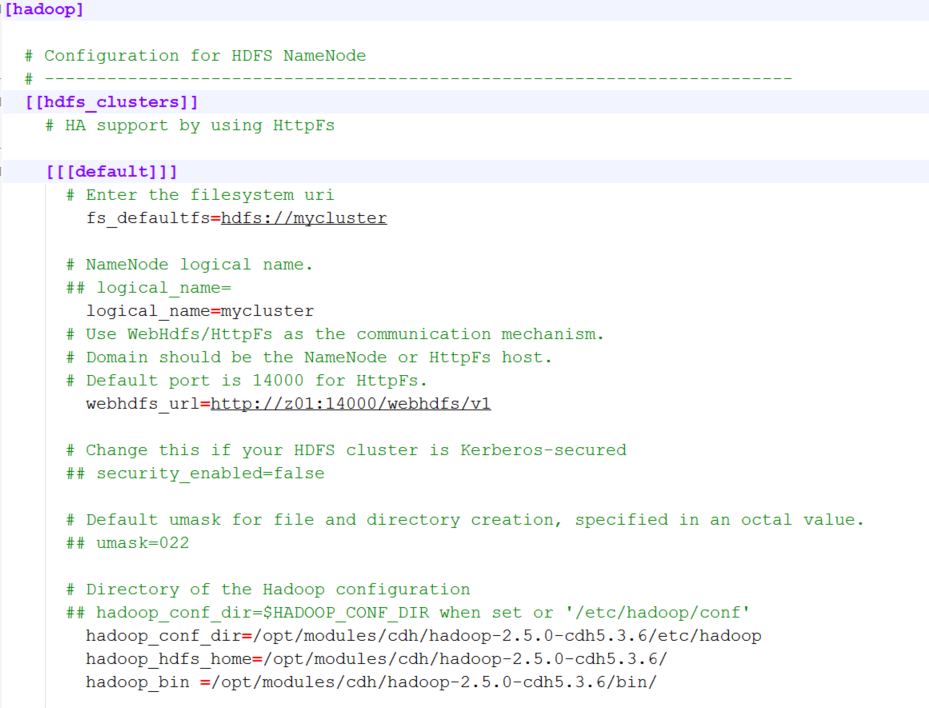 [hadoop]
# Configuration for HDFS NameNode
# ------------------------------------------------------------------------
[[hdfs_clusters]]
# HA support by using HttpFs
[[[default]]]
# Enter the filesystem uri
fs_defaultfs=hdfs://mycluster
# NameNode logical name.
## logical_name=
logical_name=mycluster
# Use WebHdfs/HttpFs as the communication mechanism.
# Domain should be the NameNode or HttpFs host.
# Default port is 14000 for HttpFs.
webhdfs_url=http://z01:14000/webhdfs/v1
# Change this if your HDFS cluster is Kerberos-secured
## security_enabled=false
# Default umask for file and directory creation, specified in an octal value.
## umask=022
# Directory of the Hadoop configuration
## hadoop_conf_dir=$HADOOP_CONF_DIR when set or '/etc/hadoop/conf'
hadoop_conf_dir=/opt/modules/cdh/hadoop-2.5.0-cdh5.3.6/etc/hadoop
hadoop_hdfs_home=/opt/modules/cdh/hadoop-2.5.0-cdh5.3.6/
hadoop_bin =/opt/modules/cdh/hadoop-2.5.0-cdh5.3.6/bin/